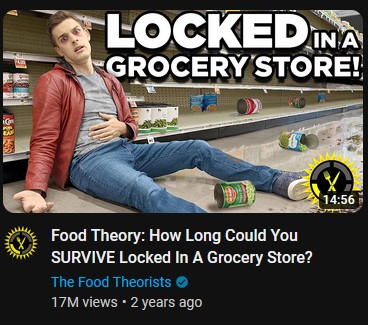 LOCKED IN A
GROCERY STORE!
14:56
Food Theory: How Long Could You
SURVIVE Locked In A Grocery Store?
The Food Theorists
17M views • 2 years ago